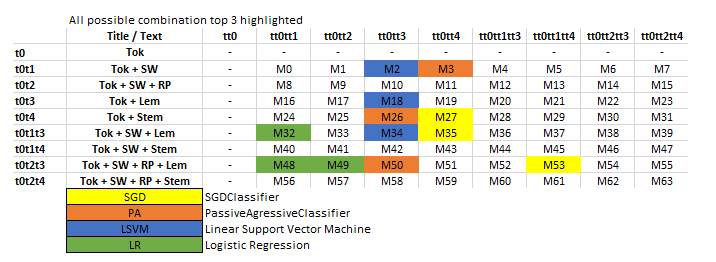 All possible combination top 3 highlighted
Title / Text tt0 tt0tt1 tt0tt2 tt0tt3 tt0tt4 tt0tt1tt3 tt0tt1tt4 tt0tt2tt3 tt0tt2tt4
t0 Tok - - - - - - - - -
t0t1 Tok + SW - M0 M1 M2 M3 M4 M5 M6 M7
t0t2 Tok + SW + RP - M8 M9 M10 M11 M12 M13 M14 M15
t0t3 Tok + Lem - M16 M17 M18 M19 M20 M21 M22 M23
t0t4 Tok + Stem - M24 M25 M26 M27 M28 M29 M30 M31
t0t1t3 Tok + SW + Lem - M32 M33 M34 M35 M36 M37 M38 M39
t0t1t4 Tok + SW + Stem - M40 M41 M42 M43 M44 M45 M46 M47
t0t2t3 Tok + SW + RP + Lem - M48 M49 M50 M51 M52 M53 M54 M55
t0t2t4 Tok + SW + RP + Stem - M56 M57 M58 M59 M60 M61 M62 M63
SGD SGDClassifier
PA PassiveAgressiveClassifier
LSVM Linear Support Vector Machine
LR Logistic Regression